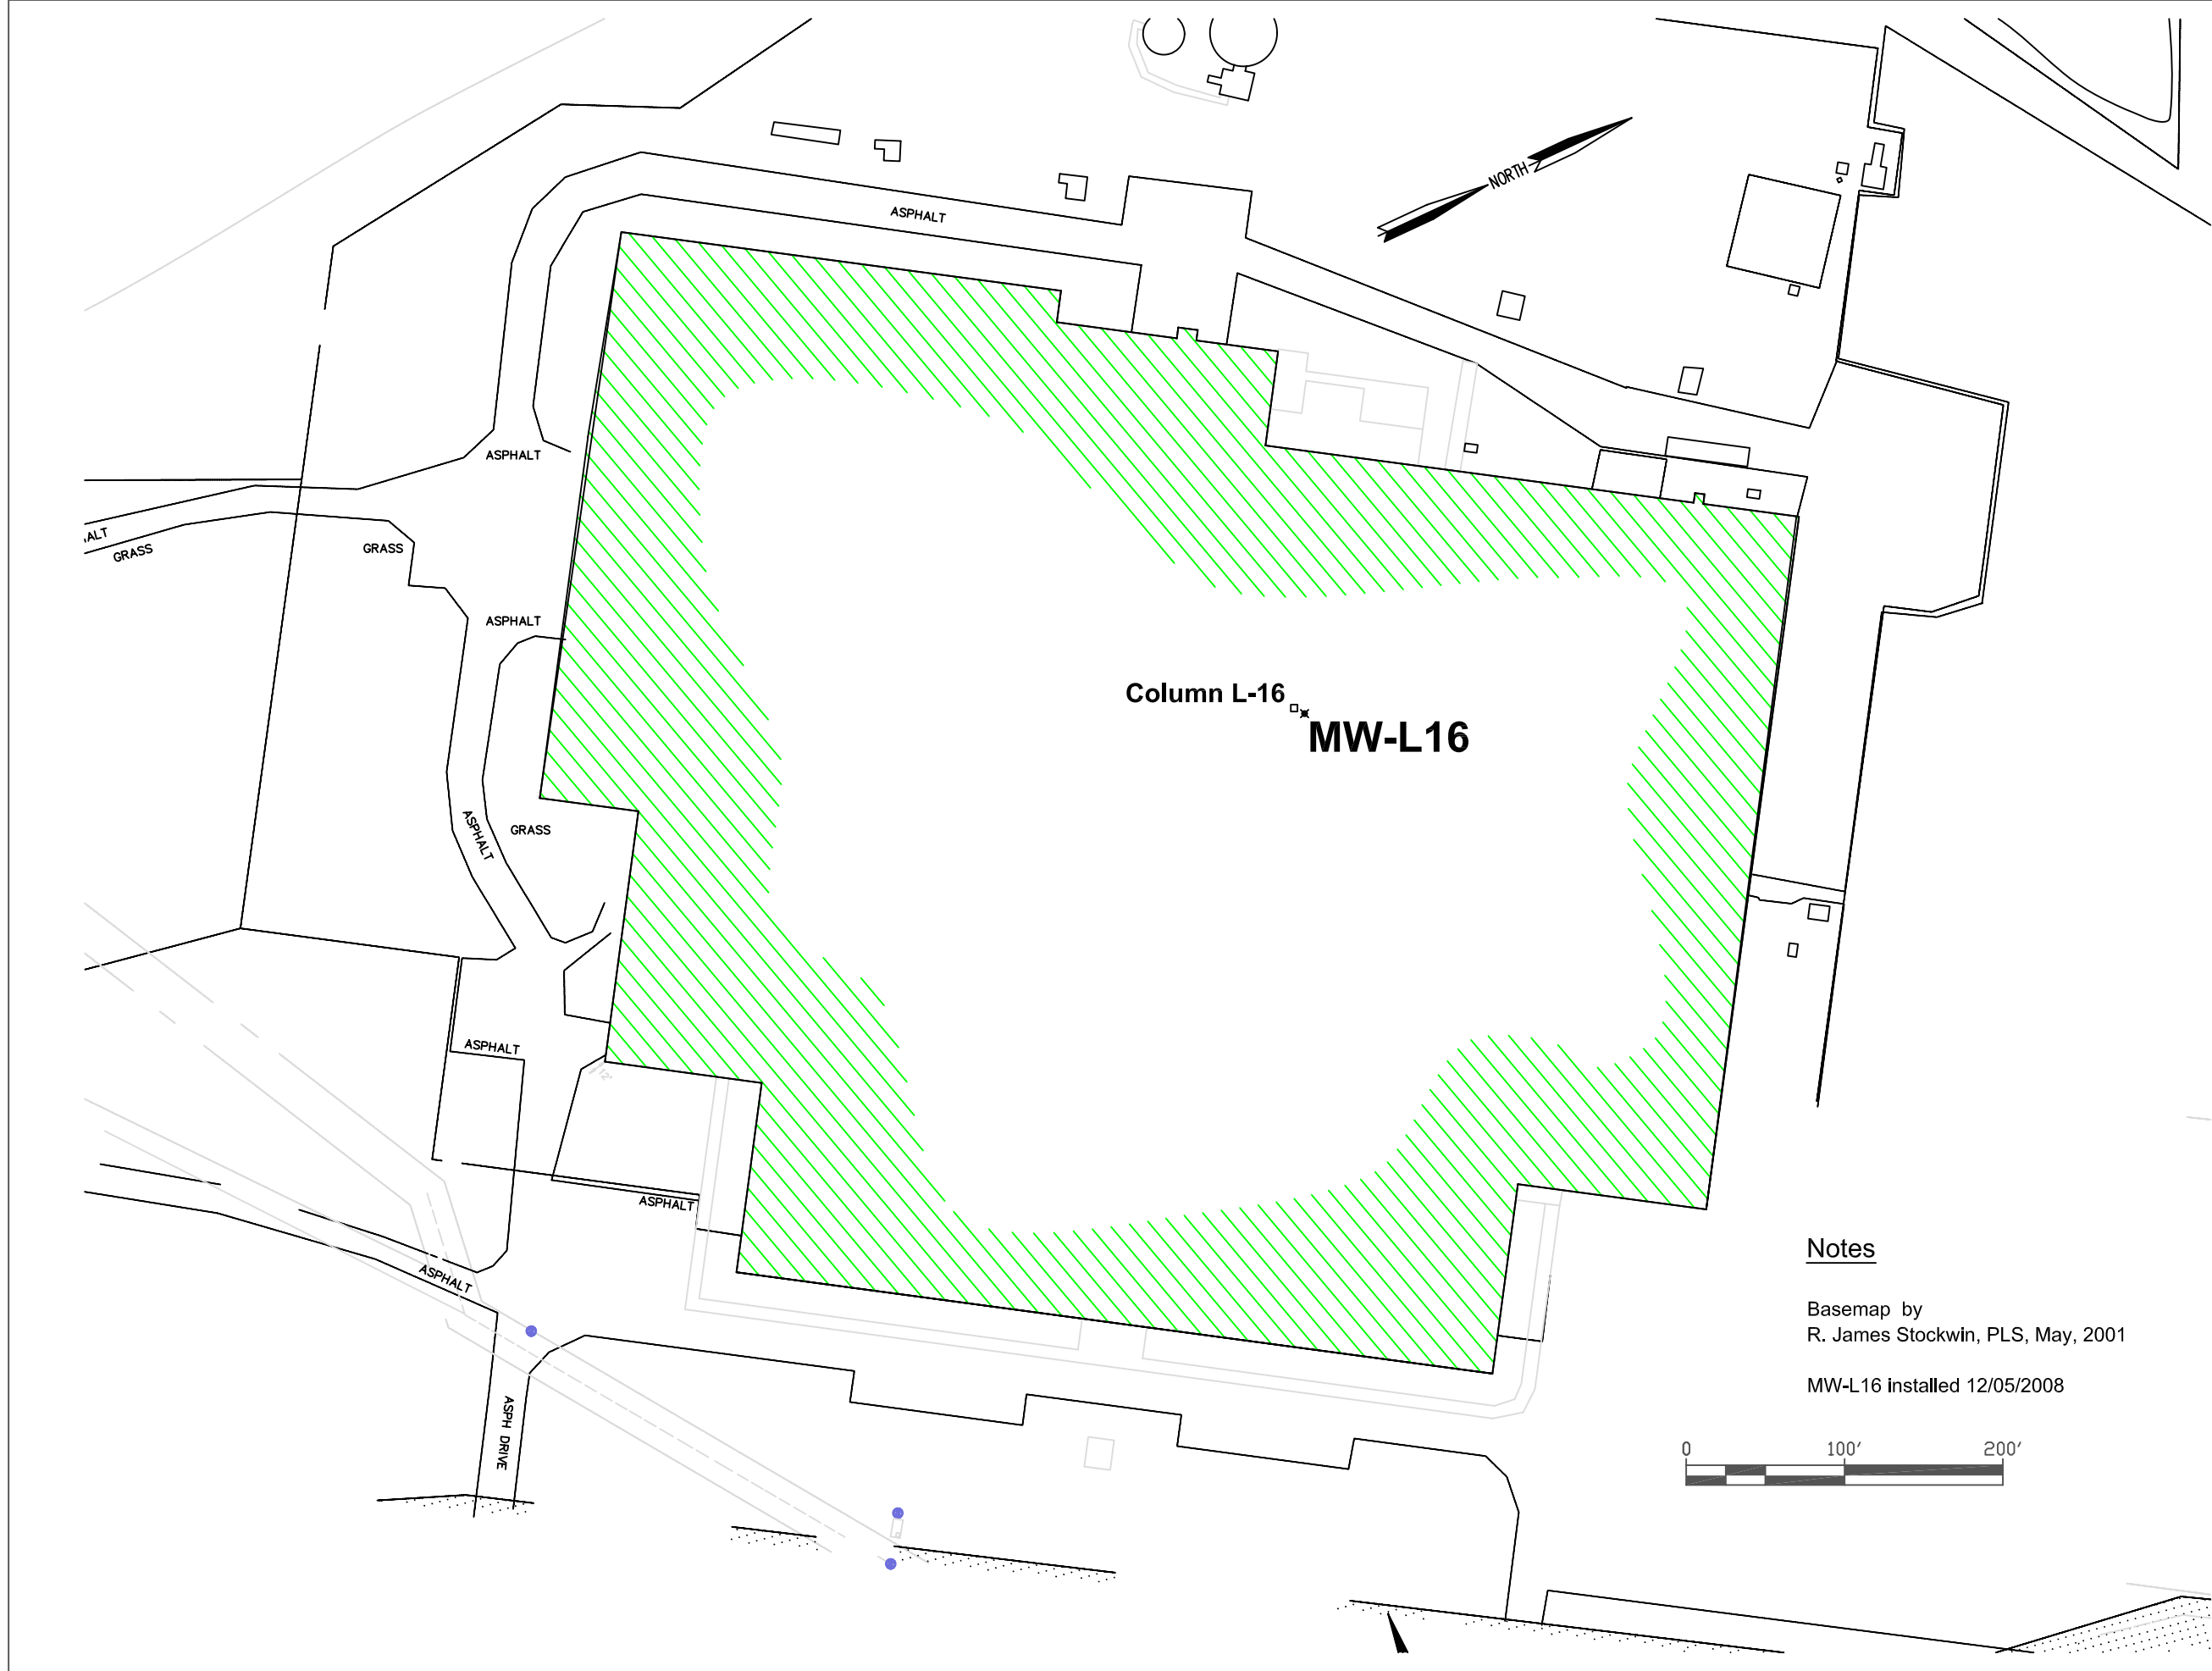 NORTH
ASPHALT
ASPHALT
ALT
GRASS
GRASS
ASPHALT
Column L-16
MW-L16
ASPHALT
GRASS
ASPHALT
12'
ASPHALT
ASPHALT
ASPH DRIVE
Notes
Basemap by
R. James Stockwin, PLS, May, 2001
MW-L16 installed 12/05/2008
0 100' 200'